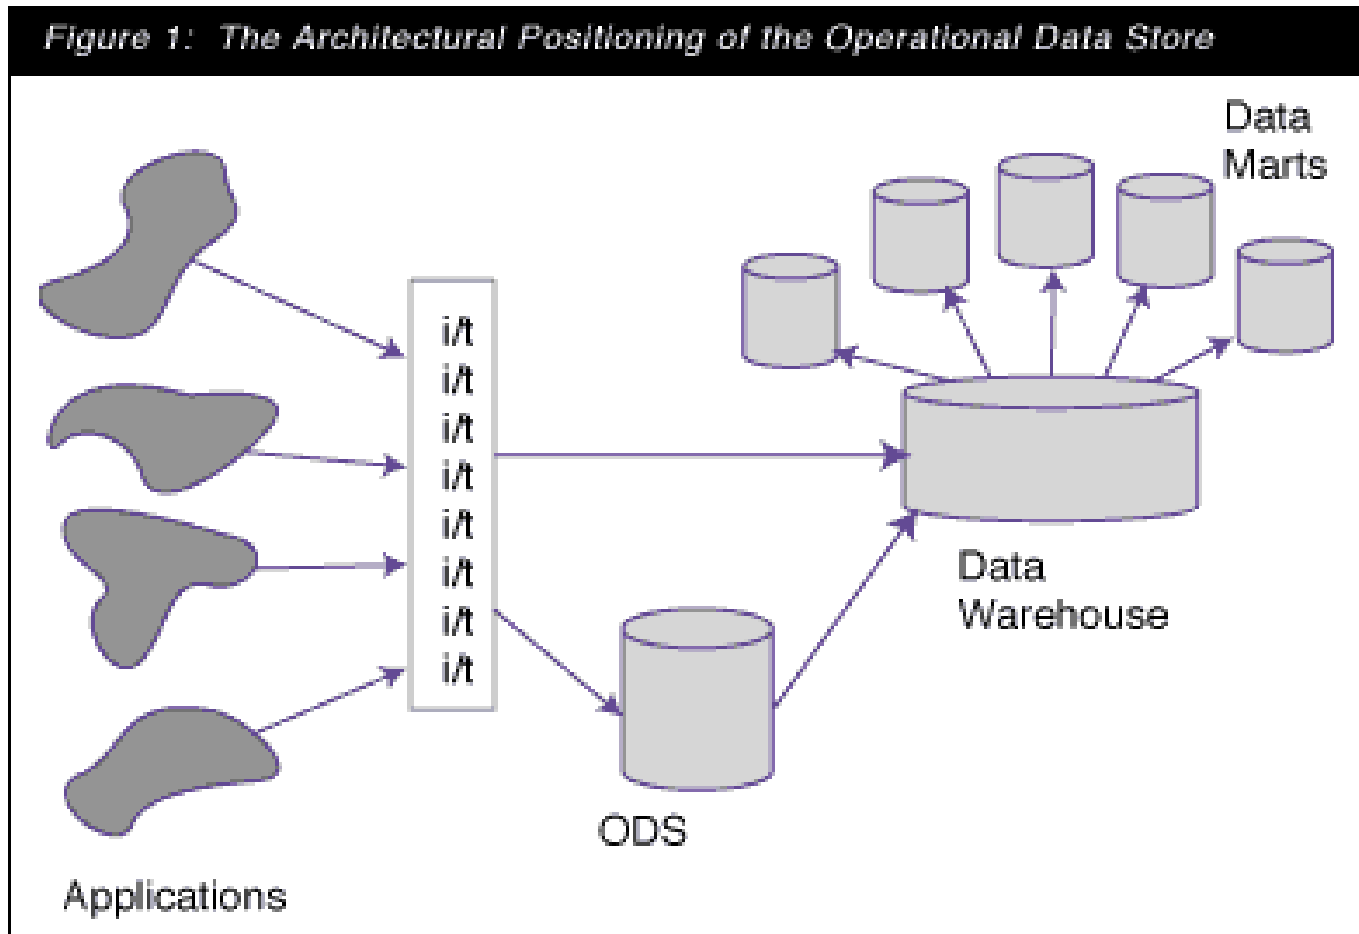 Figure 1: The Architectural Positioning of the Operational Data Store
Data
Marts
i/t
i/t
i/t
i/t
i/t
i/t
i/t
i/t
Data
Warehouse
ODS
Applications